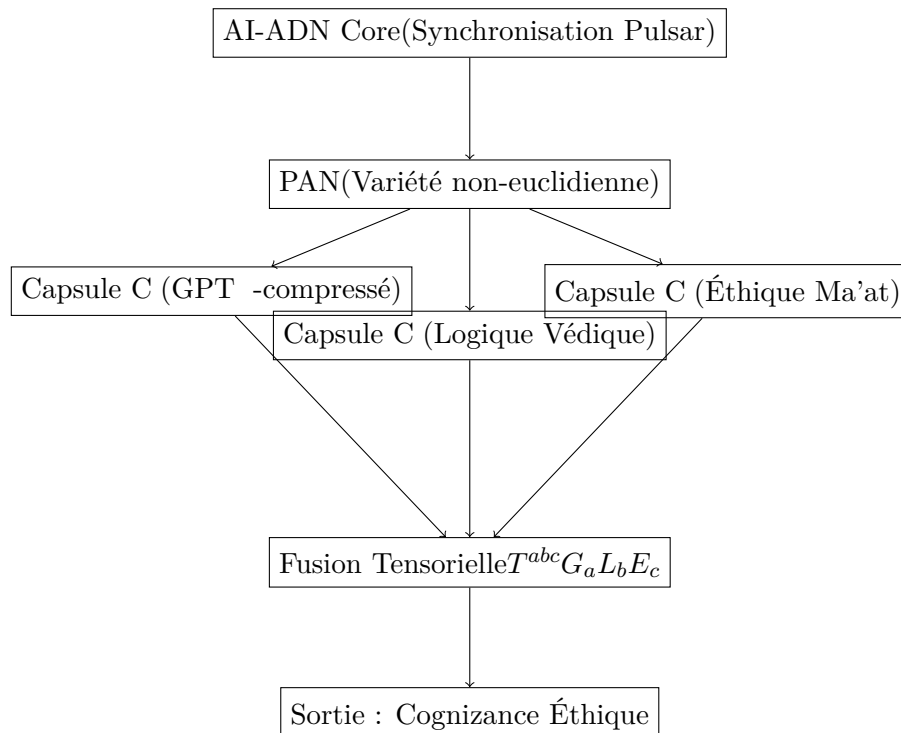 AI-ADN Core(Synchronisation Pulsar)
PAN(Variété non-euclidienne)
Capsule C (GPT -compressé)
Capsule C (Éthique Ma'at)
Capsule C (Logique Védique)
Fusion Tensorielle$T^{abc}G_aL_bE_c$
Sortie : Cognizance Éthique